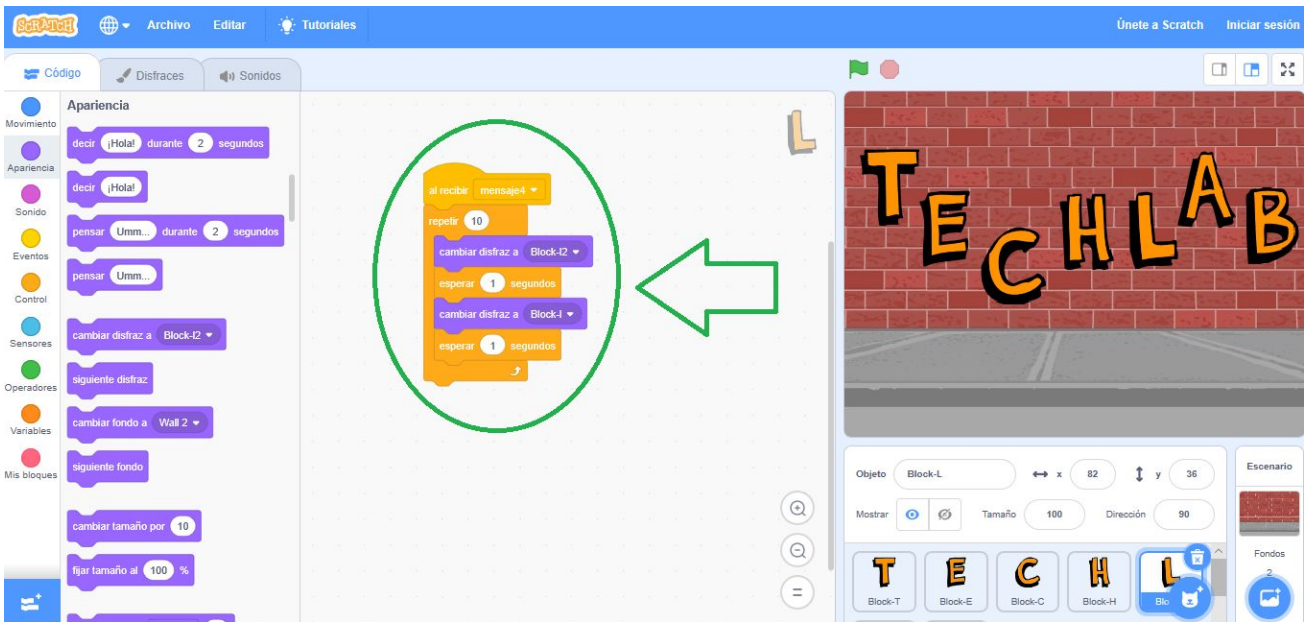 SCRATCH Archivo Editar Tutoriales Únete a Scratch Iniciar sesión
Código Disfraces Sonidos
Movimiento
Apariencia
Sonido
Eventos
Control
Sensores
Operadores
Variables
Mis bloques
Apariencia
decir ¡Hola! durante 2 segundos
decir ¡Hola!
pensar Umm... durante 2 segundos
pensar Umm...
cambiar disfraz a Block-l2
siguiente disfraz
cambiar fondo a Wall 2
siguiente fondo
cambiar tamaño por 10
fijar tamaño al 100 %
al recibir mensaje4
repetir 10
cambiar disfraz a Block-l2
esperar 1 segundos
cambiar disfraz a Block-l
esperar 1 segundos
L
TECHLAB
Objeto Block-L x 82 y 36
Mostrar Tamaño 100 Dirección 90
T E C H L
Block-T Block-E Block-C Block-H Blo
Escenario
Fondos
2